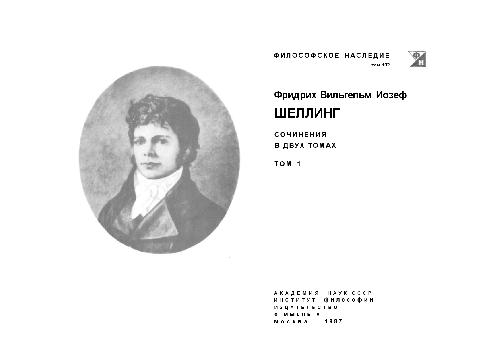 ФИЛОСОФСКОЕ НАСЛЕДИЕ
ТОМ
Фридрих Вильгельм Иозеф
ШЕЛЛИНГ
СОЧИНЕНИЯ
В ДВУХ ТОМАХ
ТОМ 1
АКАДЕМИЯ НАУК СССР
ИНСТИТУТ ФИЛОСОФИИ
ИЗДАТЕЛЬСТВО
«МЫСЛЬ»
МОСКВА 1987